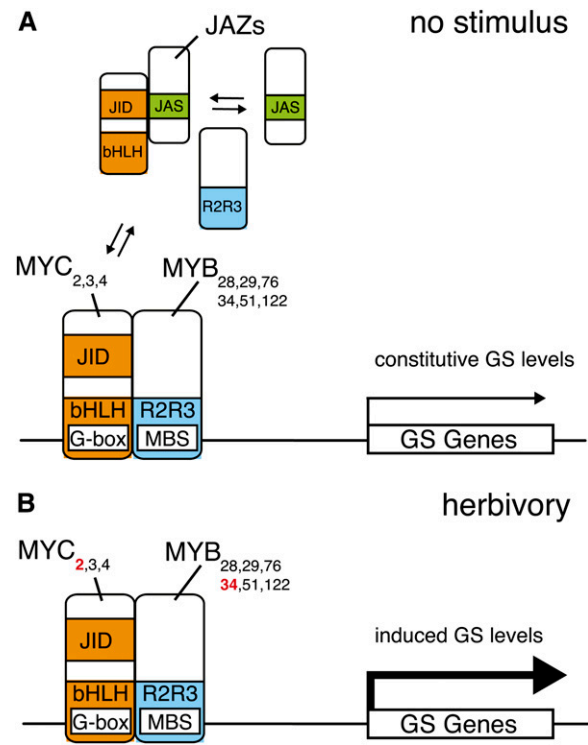 A
no stimulus
JAZs
JID
JAS
JAS
bHLH
R2R3
MYC2,3,4
MYB28,29,76
34,51,122
JID
constitutive GS levels
bHLH
R2R3
G-box
MBS
GS Genes
B
herbivory
MYC2,3,4
MYB28,29,76
34,51,122
JID
induced GS levels
bHLH
R2R3
G-box
MBS
GS Genes